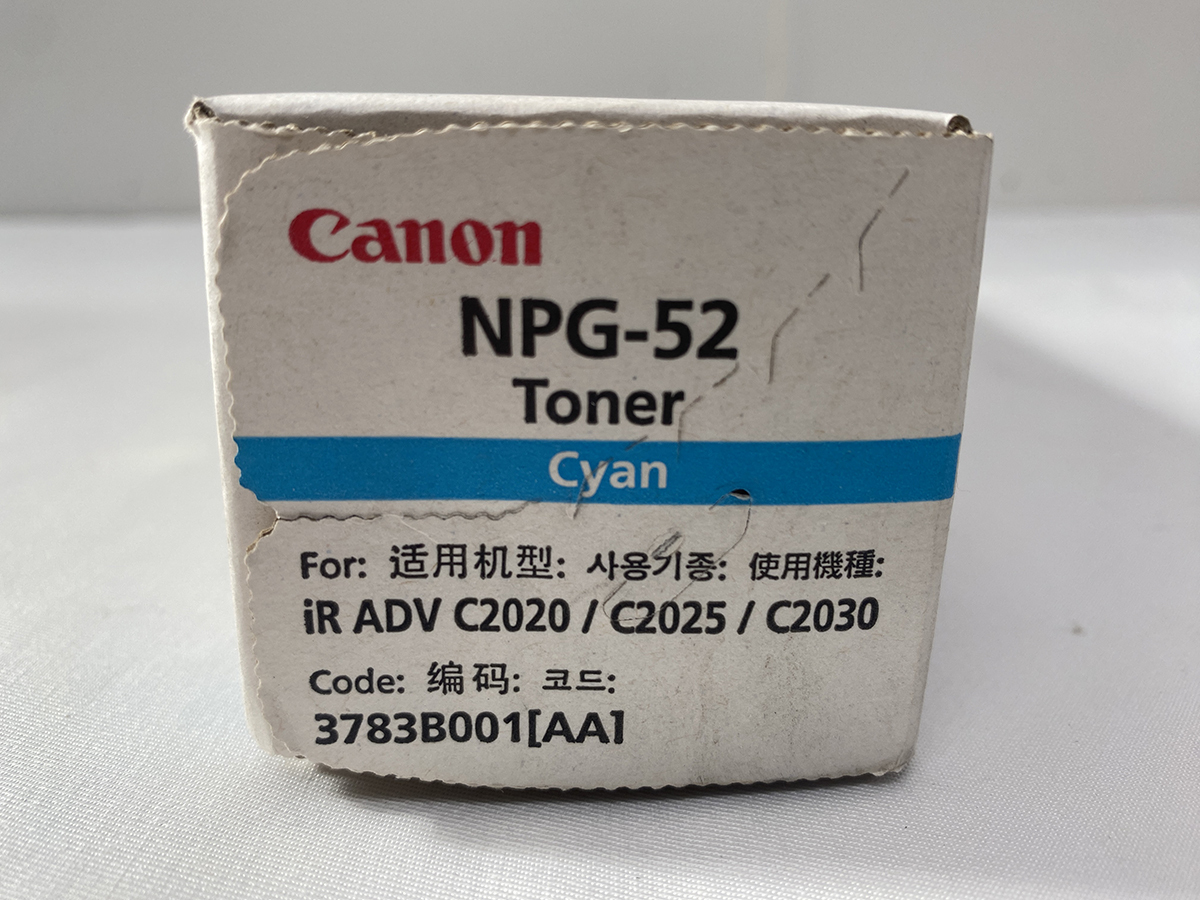 Canon
NPG-52
Toner
Cyan
For: 适用机型: 사용기종: 使用機種:
iR ADV C2020 / C2025 / C2030
Code: 编码: 코드:
3783B001[AA]